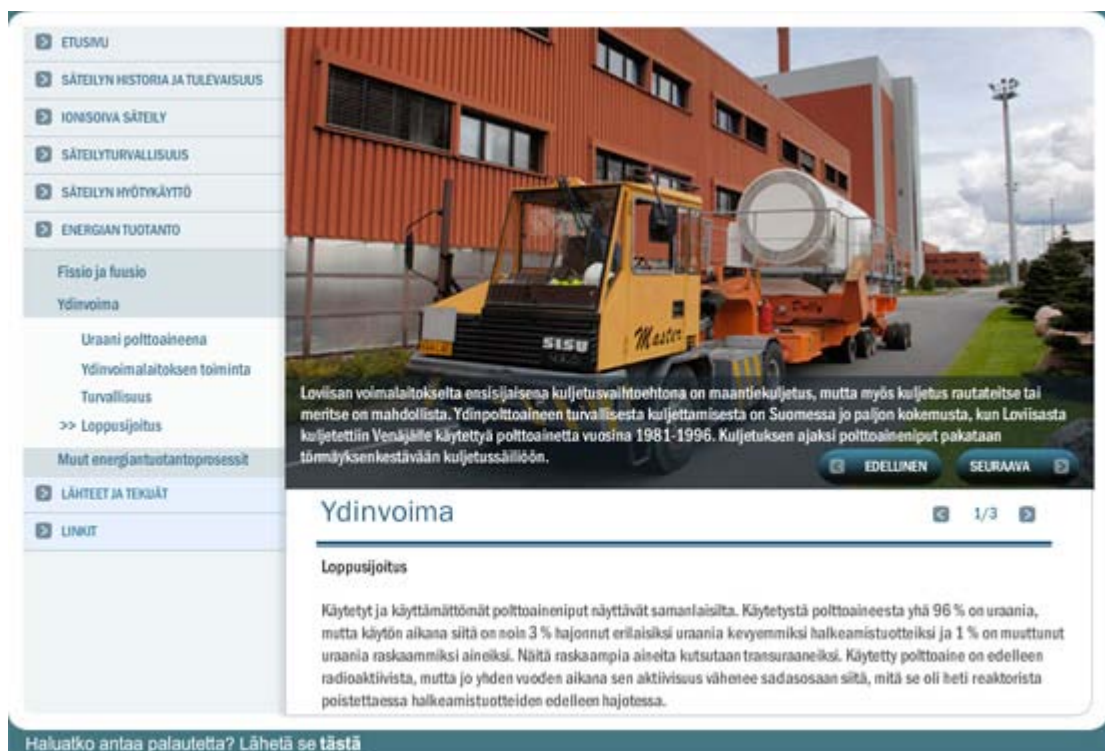 ETUSIVU
SÄTEILYN HISTORIA JA TULEVAISUUS
IONISOIVA SÄTEILY
SÄTEILYTURVALLISUUS
SÄTEILYN HYÖTYKÄYTTÖ
ENERGIAN TUOTANTO
Fissio ja fuusio
Ydinvoima
Uraani polttoaineena
Ydinvoimalaitoksen toiminta
Turvallisuus
>> Loppusijoitus
Muut energiantuotantoprosessit
LÄHTEET JA TEKIJÄT
LINKIT
SISU
Master
Loviisan voimalaitokselta ensisijaisena kuljetusvaihtoehtona on maantiekuljetus, mutta myös kuljetus rautateitse tai
meritse on mahdollista. Ydinpolttoaineen turvallisesta kuljettamisesta on Suomessa jo paljon kokemusta, kun Loviisasta
kuljetettiin Venäjälle käytettyä polttoainetta vuosina 1981-1996. Kuljetuksen ajaksi polttoaineniput pakataan
törmäyksenkestävään kuljetussäiliöön.
EDELLINEN
SEURAAVA
Ydinvoima
1/3
Loppusijoitus
Käytetyt ja käyttämättömät polttoaineniput näyttävät samanlaisilta. Käytetystä polttoaineesta yhä 96 % on uraania,
mutta käytön aikana siitä on noin 3 % hajonnut erilaisiksi uraania kevyemmiksi halkeamistuotteiksi ja 1 % on muuttunut
uraania raskaammiksi aineiksi. Näitä raskaampia aineita kutsutaan transuraaneiksi. Käytetty polttoaine on edelleen
radioaktiivista, mutta jo yhden vuoden aikana sen aktiivisuus vähenee sadasosaan siitä, mitä se oli heti reaktorista
poistettaessa halkeamistuotteiden edelleen hajotessa.
Haluatko antaa palautetta? Lähetä se tästä